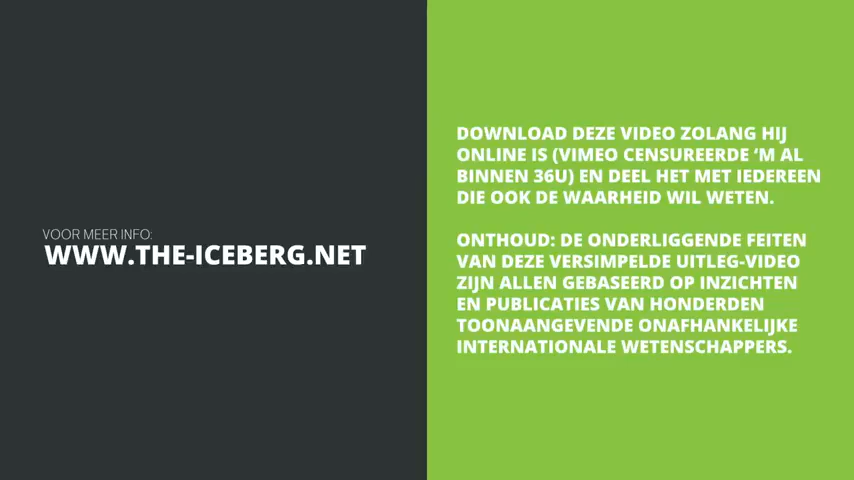 VOOR MEER INFO:
WWW.THE-ICEBERG.NET
DOWNLOAD DEZE VIDEO ZOLANG HIJ
ONLINE IS (VIMEO CENSUREERDE ‘M AL
BINNEN 36U) EN DEEL HET MET IEDEREEN
DIE OOK DE WAARHEID WIL WETEN.
ONTHOUD: DE ONDERLIGGENDE FEITEN
VAN DEZE VERSIMPELDE UITLEG-VIDEO
ZIJN ALLEN GEBASEERD OP INZICHTEN
EN PUBLICATIES VAN HONDERDEN
TOONAANGEVENDE ONAFHANKELIJKE
INTERNATIONALE WETENSCHAPPERS.